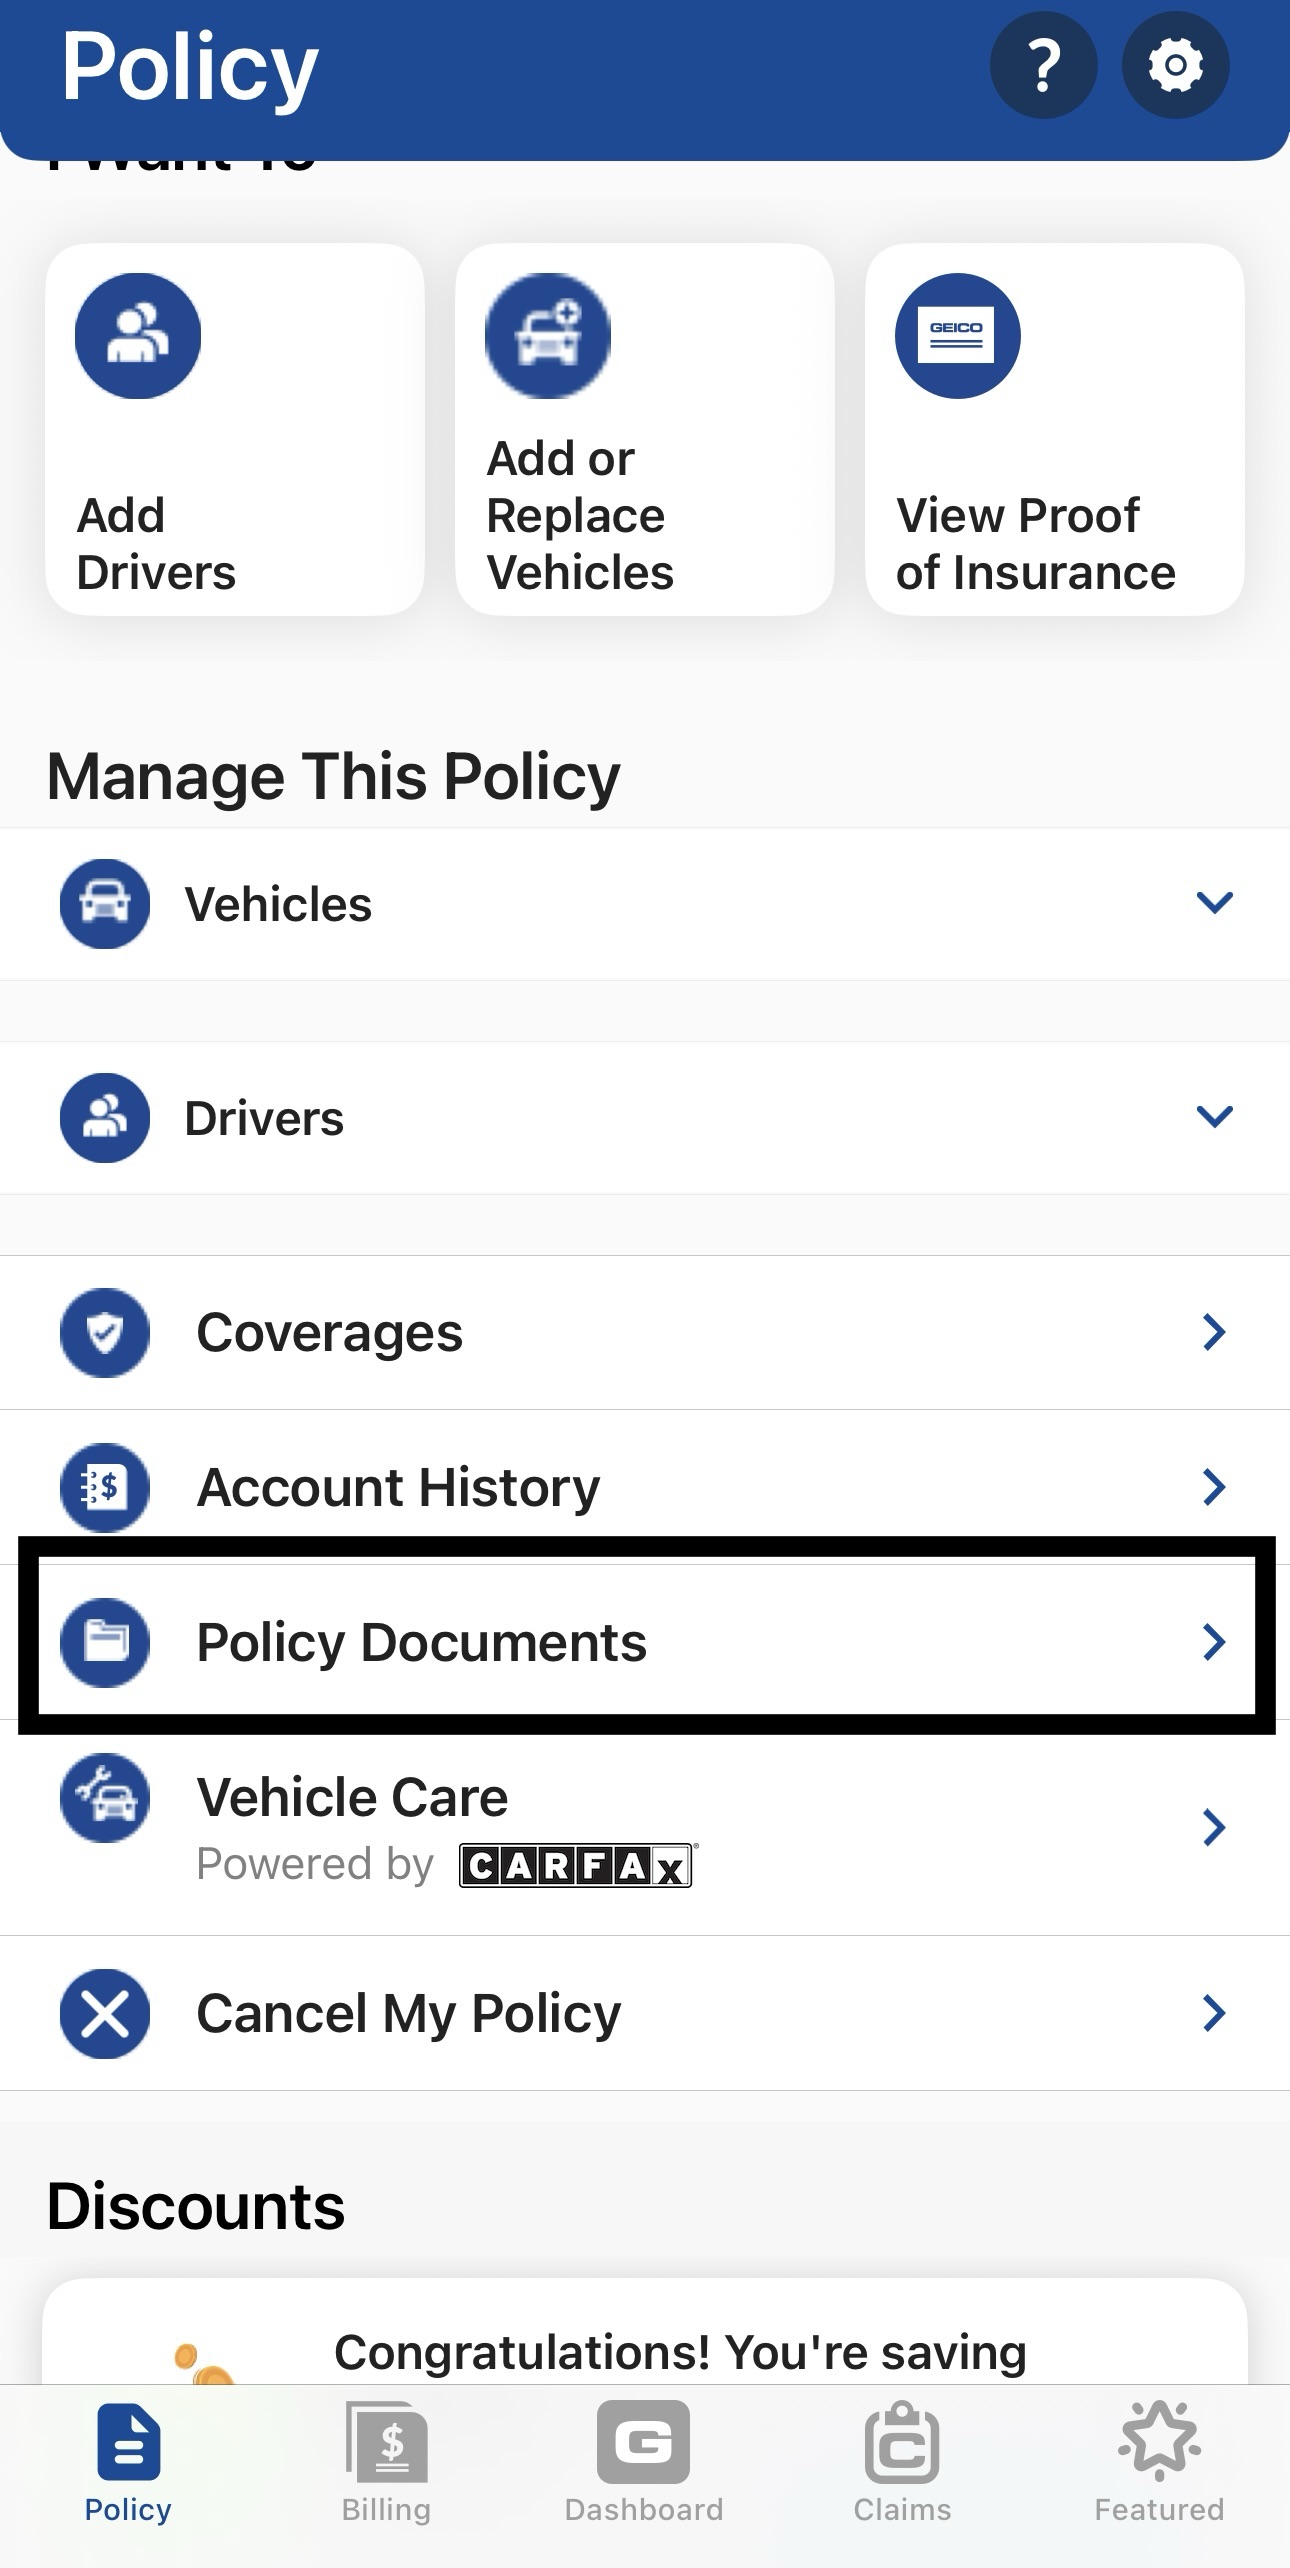 Policy
?
I Want To
GEICO
Add
Drivers
Add or
Replace
Vehicles
View Proof
of Insurance
Manage This Policy
Vehicles
Drivers
Coverages
$
Account History
Policy Documents
Vehicle Care
Powered by CARFAX®
Cancel My Policy
Discounts
Congratulations! You're saving
$
G
C
Policy
Billing
Dashboard
Claims
Featured